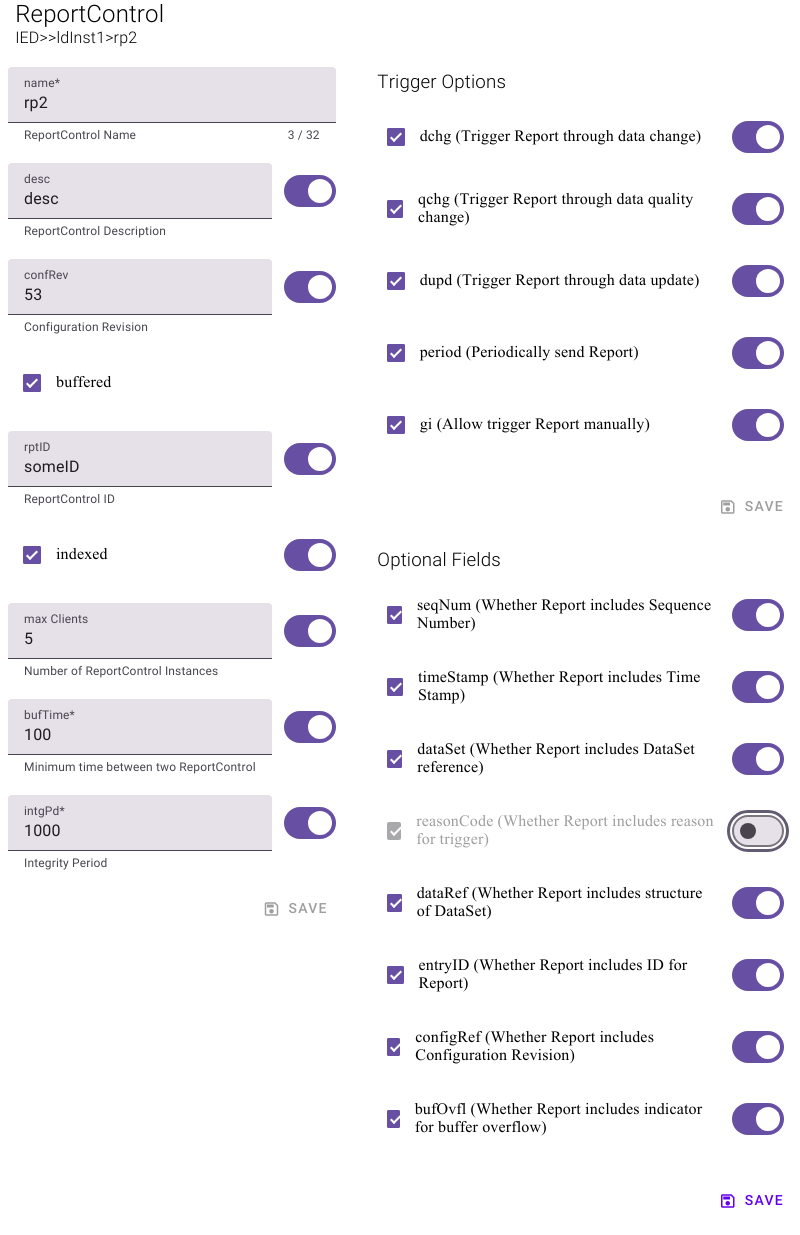 ReportControl
IED>>ldInst1>rp2
name*
rp2
ReportControl Name
3 / 32
desc
desc
ReportControl Description
confRev
53
Configuration Revision
buffered
rptID
someID
ReportControl ID
indexed
max Clients
5
Number of ReportControl Instances
bufTime*
100
Minimum time between two ReportControl
intgPd*
1000
Integrity Period
SAVE
Trigger Options
dchg (Trigger Report through data change)
qchg (Trigger Report through data quality
change)
dupd (Trigger Report through data update)
period (Periodically send Report)
gi (Allow trigger Report manually)
SAVE
Optional Fields
seqNum (Whether Report includes Sequence
Number)
timeStamp (Whether Report includes Time
Stamp)
dataSet (Whether Report includes DataSet
reference)
reasonCode (Whether Report includes reason
for trigger)
dataRef (Whether Report includes structure
of DataSet)
entryID (Whether Report includes ID for
Report)
configRef (Whether Report includes
Configuration Revision)
bufOvfl (Whether Report includes indicator
for buffer overflow)
SAVE